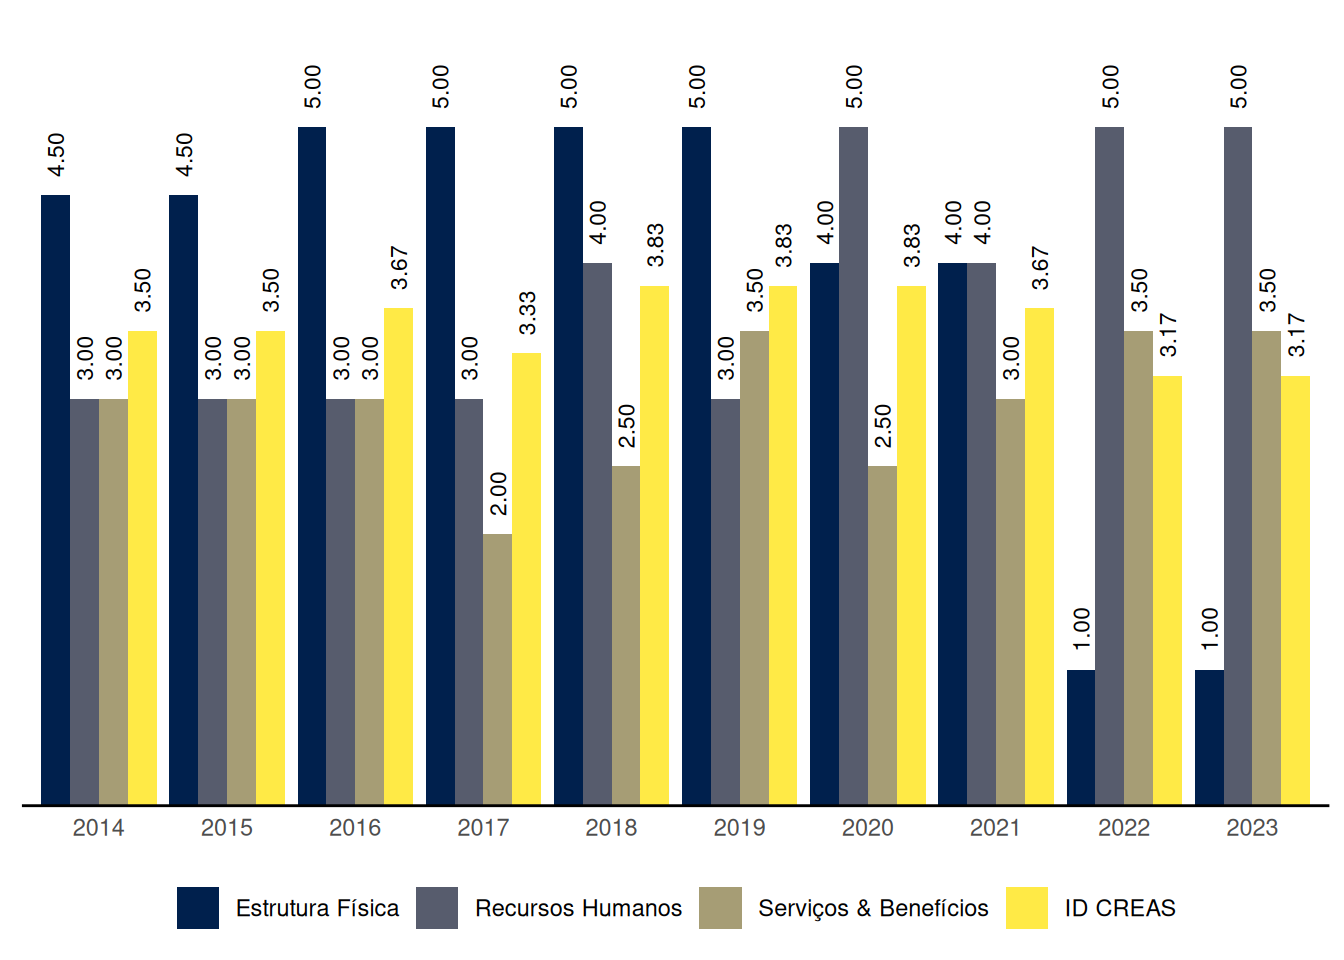 4.50 3.00 3.00 3.50
4.50 3.00 3.00 3.50
5.00 3.00 3.00 3.67
5.00 3.00 2.00 3.33
5.00 4.00 2.50 3.83
5.00 3.00 3.50 3.83
4.00 5.00 2.50 3.83
4.00 4.00 3.00 3.67
1.00 5.00 3.50 3.17
1.00 5.00 3.50 3.17
2014 2015 2016 2017 2018 2019 2020 2021 2022 2023
Estrutura Física Recursos Humanos Serviços & Benefícios ID CREAS